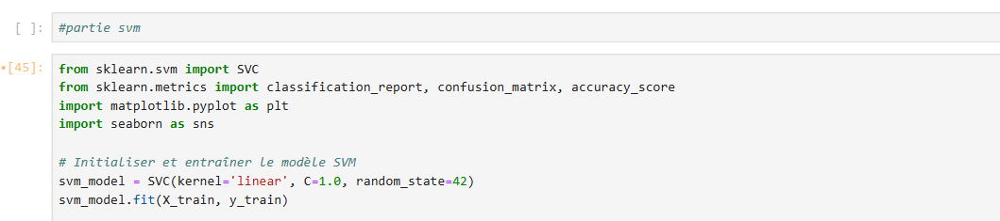 [ ]: #partie svm
•[45]: from sklearn.svm import SVC
from sklearn.metrics import classification_report, confusion_matrix, accuracy_score
import matplotlib.pyplot as plt
import seaborn as sns
# Initialiser et entraîner le modèle SVM
svm_model = SVC(kernel='linear', C=1.0, random_state=42)
svm_model.fit(X_train, y_train)